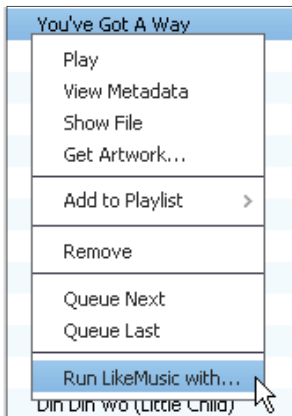 You've Got A Way
Play
View Metadata
Show File
Get Artwork...
Add to Playlist
Remove
Queue Next
Queue Last
Run LikeMusic with...
Din Din Wo (Little Child)